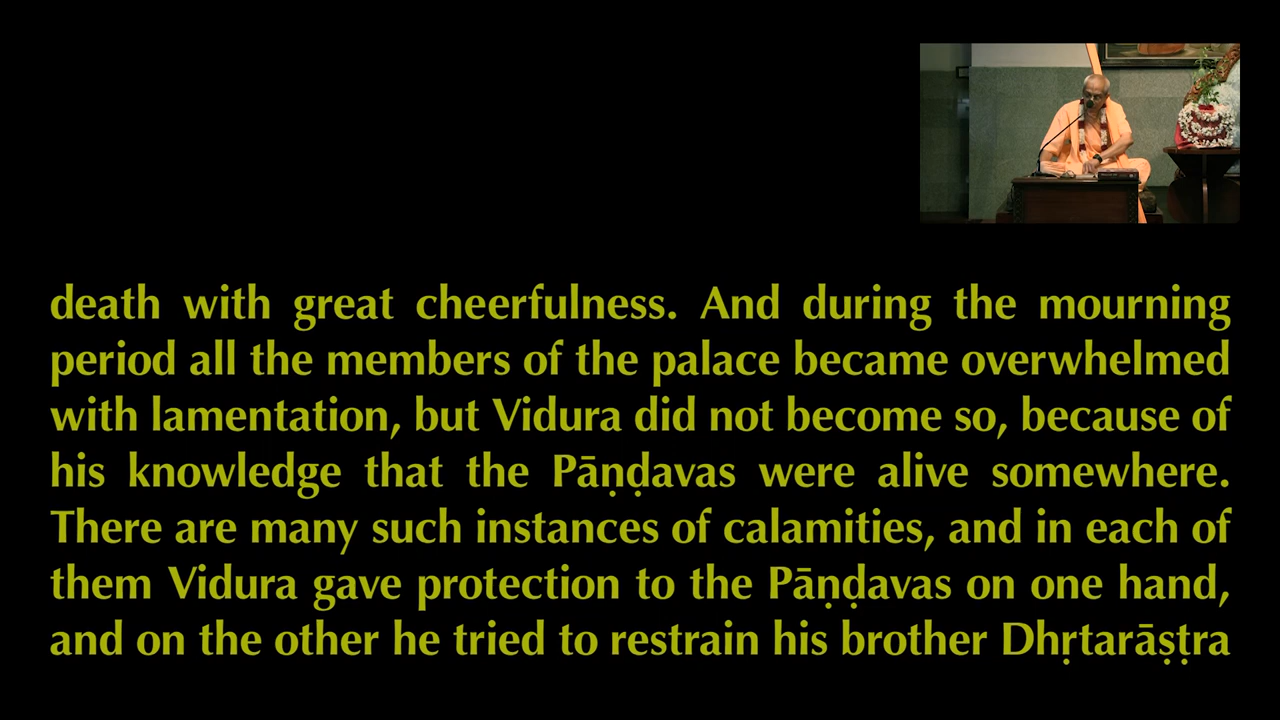 death with great cheerfulness. And during the mourning
period all the members of the palace became overwhelmed
with lamentation, but Vidura did not become so, because of
his knowledge that the Pāṇḍavas were alive somewhere.
There are many such instances of calamities, and in each of
them Vidura gave protection to the Pāṇḍavas on one hand,
and on the other he tried to restrain his brother Dhṛtarāṣṭra